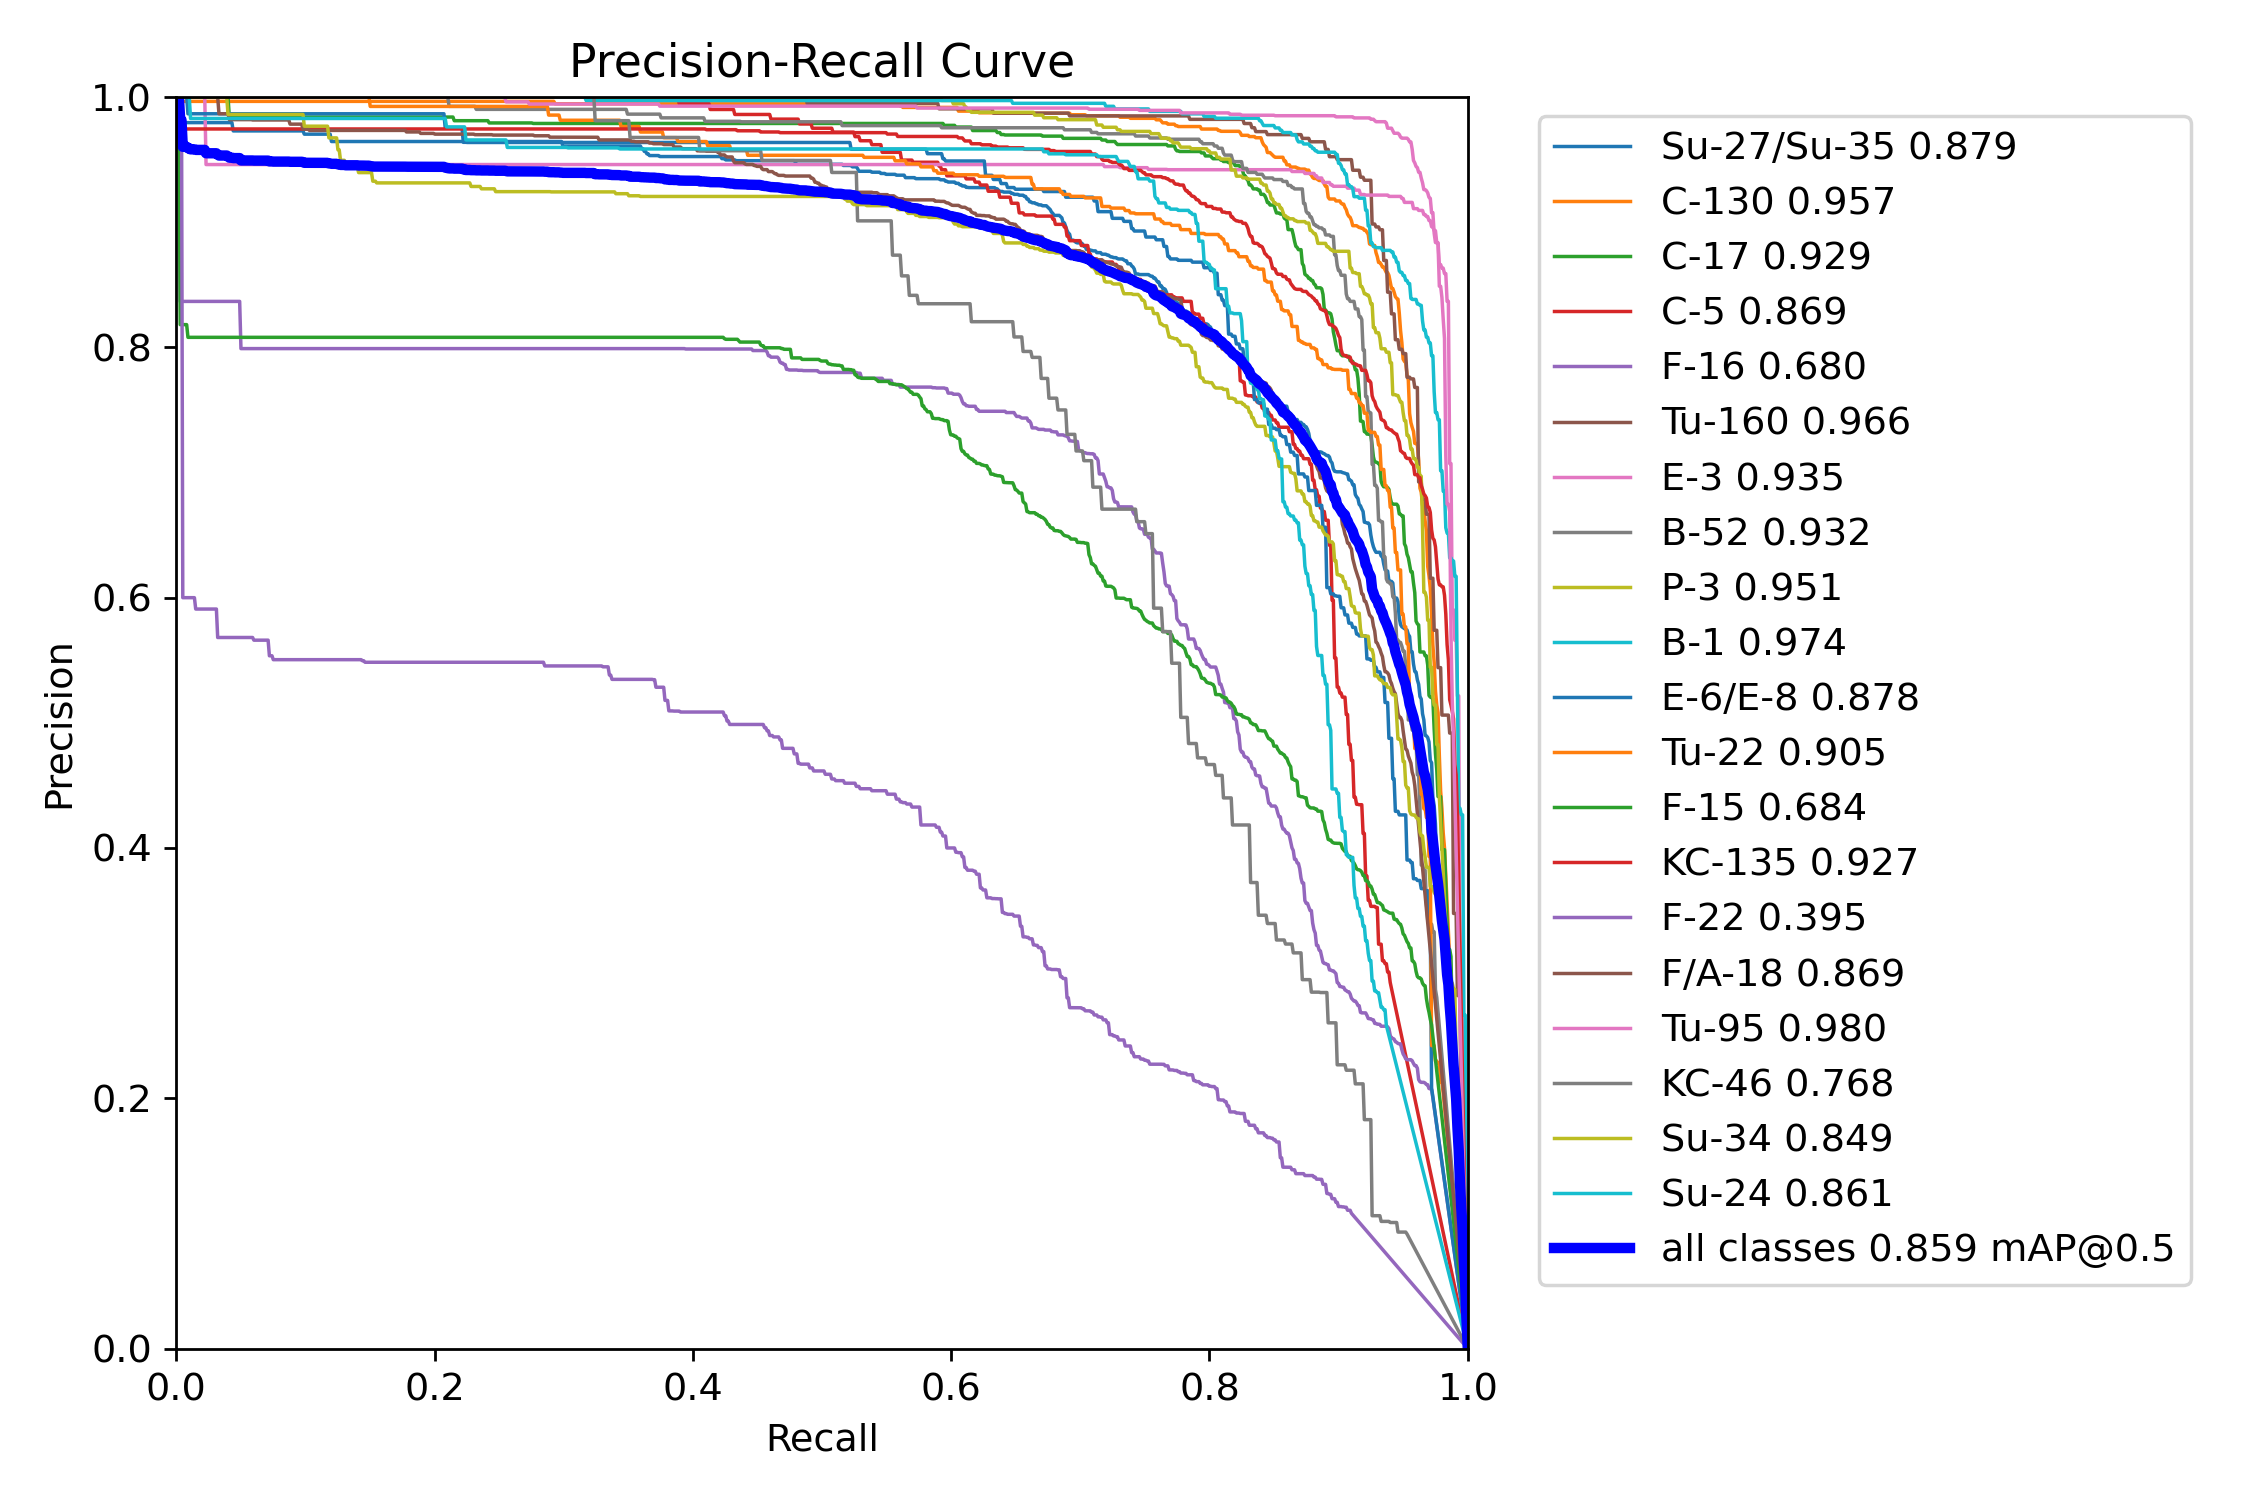 Precision-Recall Curve
1.0
0.8
0.6
0.4
0.2
0.0
Precision
0.0 0.2 0.4 0.6 0.8 1.0
Recall
Su-27/Su-35 0.879
C-130 0.957
C-17 0.929
C-5 0.869
F-16 0.680
Tu-160 0.966
E-3 0.935
B-52 0.932
P-3 0.951
B-1 0.974
E-6/E-8 0.878
Tu-22 0.905
F-15 0.684
KC-135 0.927
F-22 0.395
F/A-18 0.869
Tu-95 0.980
KC-46 0.768
Su-34 0.849
Su-24 0.861
all classes 0.859 mAP@0.5